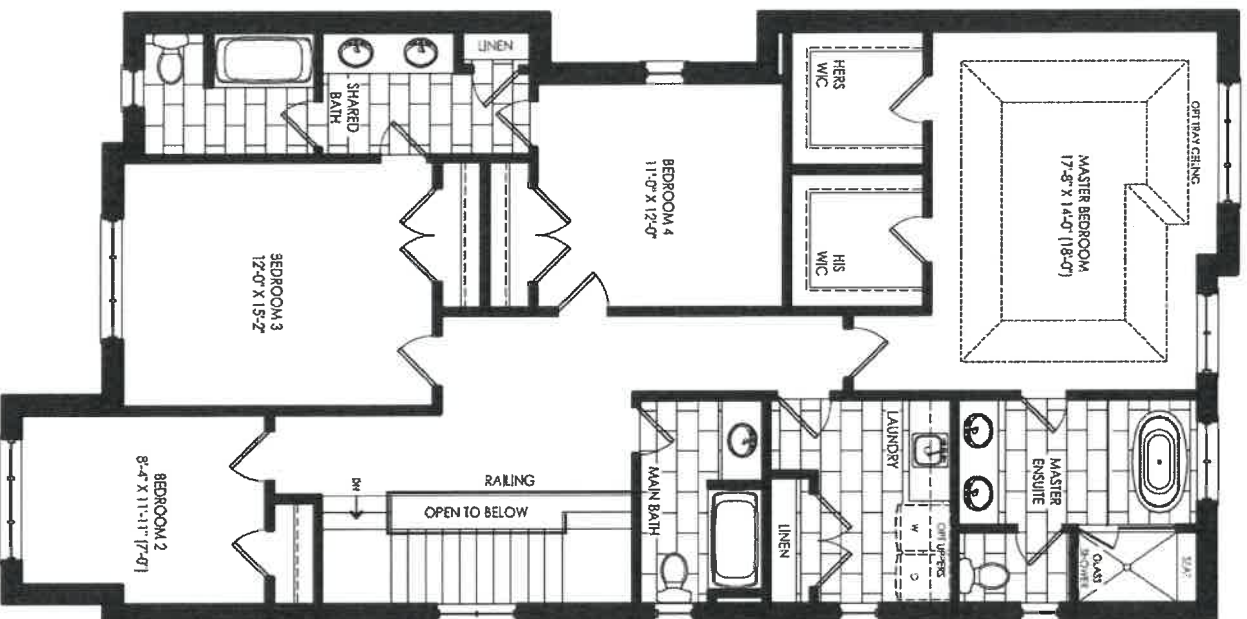 LINEN
SHARED
BATH
HERS
WIC
OPT TRAY CEILING
MASTER BEDROOM
17'-8" X 14'-0" (18'-0")
BEDROOM 4
11'-0" X 12'-0"
HIS
WIC
BEDROOM 3
12'-0" X 15'-2"
BEDROOM 2
8'-4" X 11'-11" (7'-0")
DN
RAILING
OPEN TO BELOW
MAIN BATH
LAUNDRY
LINEN
OPT UPPERS
W
D
MASTER
ENSUITE
GLASS
SHOWER
SEAT